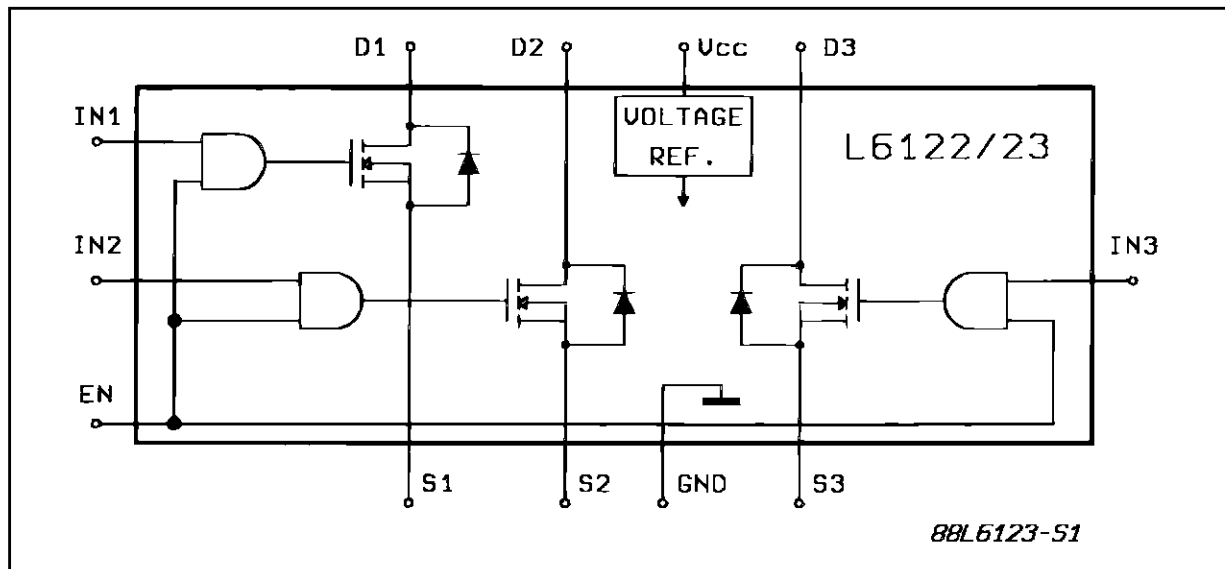 D1
D2
Vcc
D3
IN1
VOLTAGE
REF.
L6122/23
IN2
IN3
EN
S1
S2
GND
S3
88L6123-S1